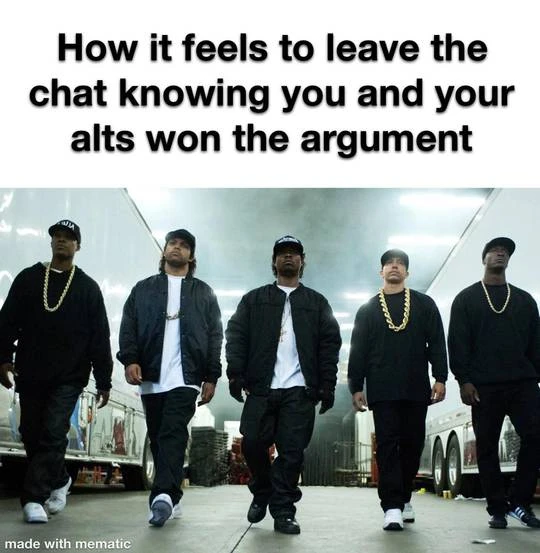 How it feels to leave the
chat knowing you and your
alts won the argument
made with mematic